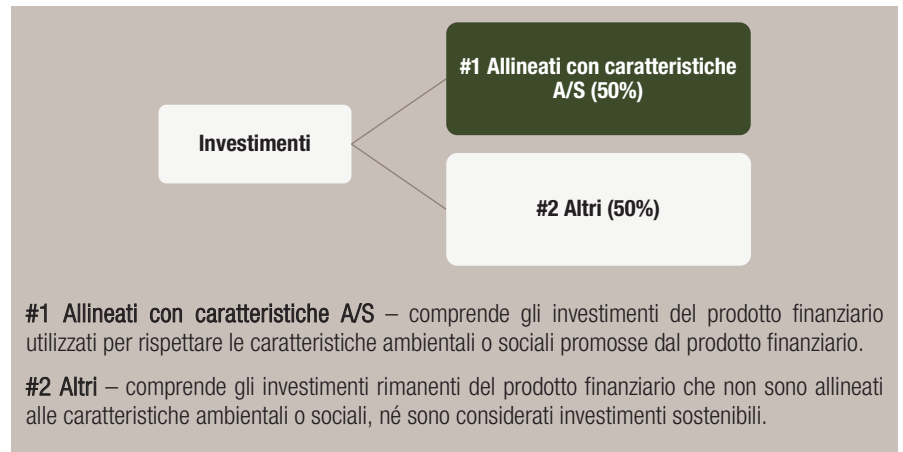 #1 Allineati con caratteristiche
A/S (50%)
Investimenti
#2 Altri (50%)
#1 Allineati con caratteristiche A/S – comprende gli investimenti del prodotto finanziario
utilizzati per rispettare le caratteristiche ambientali o sociali promosse dal prodotto finanziario.
#2 Altri – comprende gli investimenti rimanenti del prodotto finanziario che non sono allineati
alle caratteristiche ambientali o sociali, né sono considerati investimenti sostenibili.